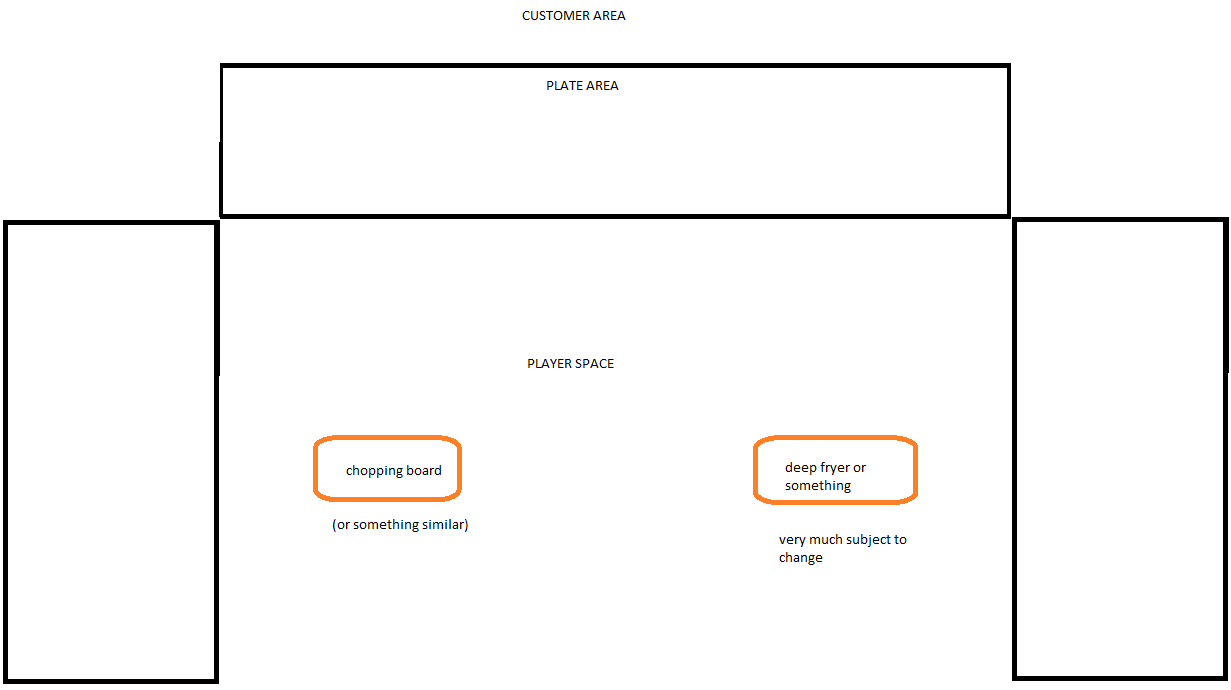 CUSTOMER AREA
PLATE AREA
PLAYER SPACE
chopping board
(or something similar)
deep fryer or
something
very much subject to
change